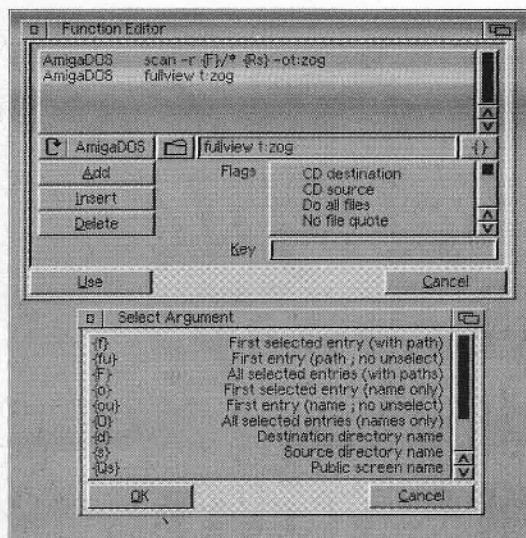 Function Editor
AmigaDOS scan -r {F}/* {Rs} -ot:zog
AmigaDOS fullview t:zog
AmigaDOS fullview t:zog {}
Add Flags CD destination
CD source
Insert Do all files
Delete No file quote
Key
Use Cancel
Select Argument
{f} First selected entry (with path)
{fu} First entry (path ; no unselect)
{F} All selected entries (with paths)
{o} First selected entry (name only)
{ou} First entry (name ; no unselect)
{O} All selected entries (names only)
{d} Destination directory name
{s} Source directory name
{Qs} Public screen name
OK Cancel